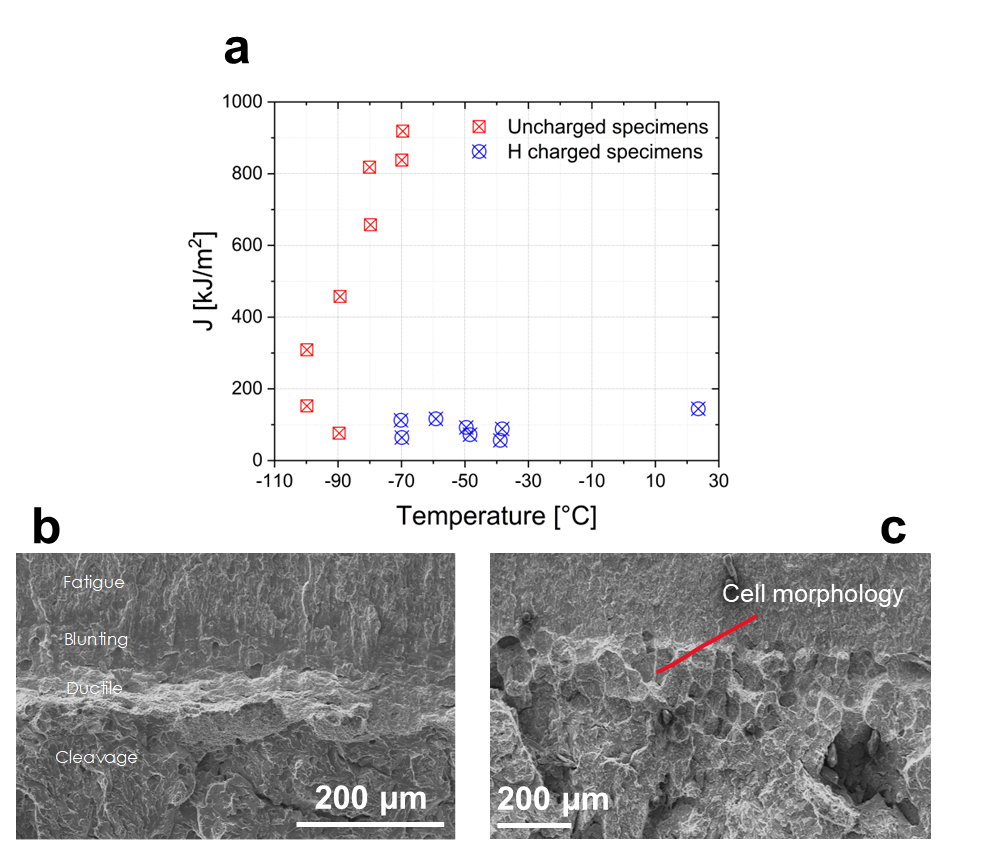 a
1000
800
600
400
200
0
J [kJ/m²]
Uncharged specimens
H charged specimens
-110 -90 -70 -50 -30 -10 10 30
Temperature [°C]
b
c
Fatigue
Blunting
Ductile
Cleavage
200 µm
Cell morphology
200 µm